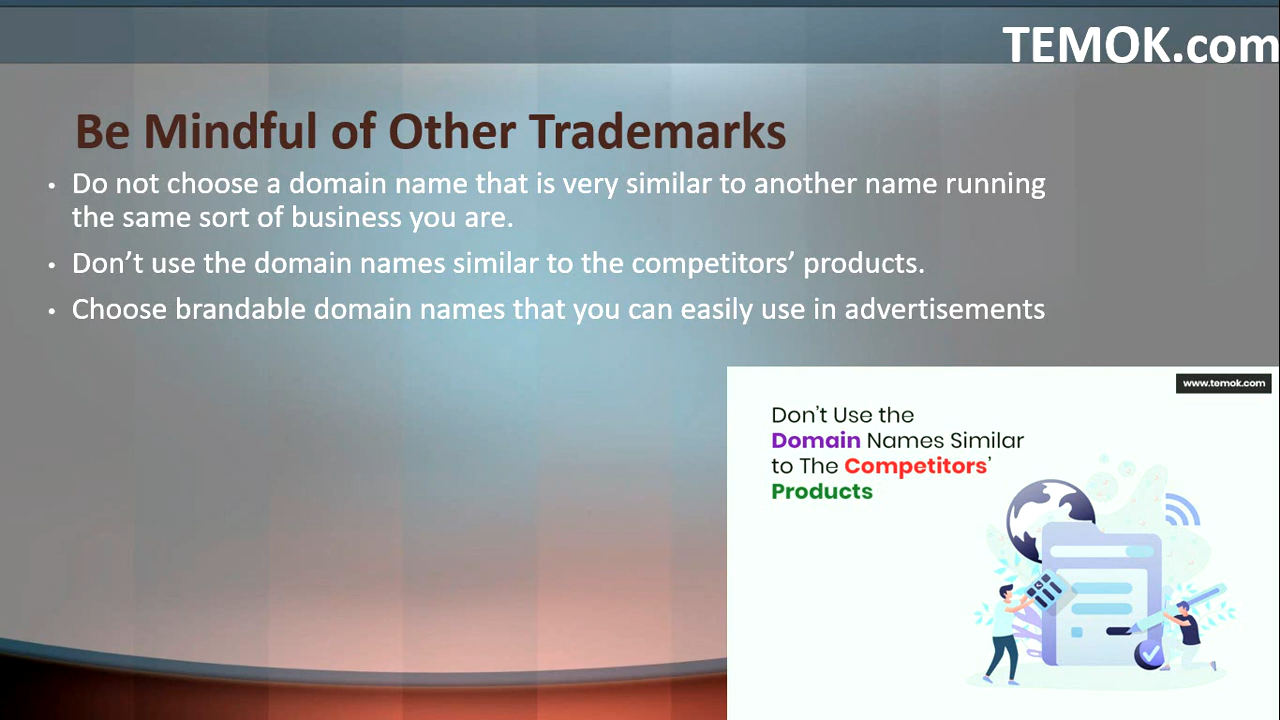 TEMOK.com
Be Mindful of Other Trademarks
• Do not choose a domain name that is very similar to another name running
the same sort of business you are.
• Don’t use the domain names similar to the competitors’ products.
• Choose brandable domain names that you can easily use in advertisements
www.temok.com
Don’t Use the
Domain Names Similar
to The Competitors’
Products